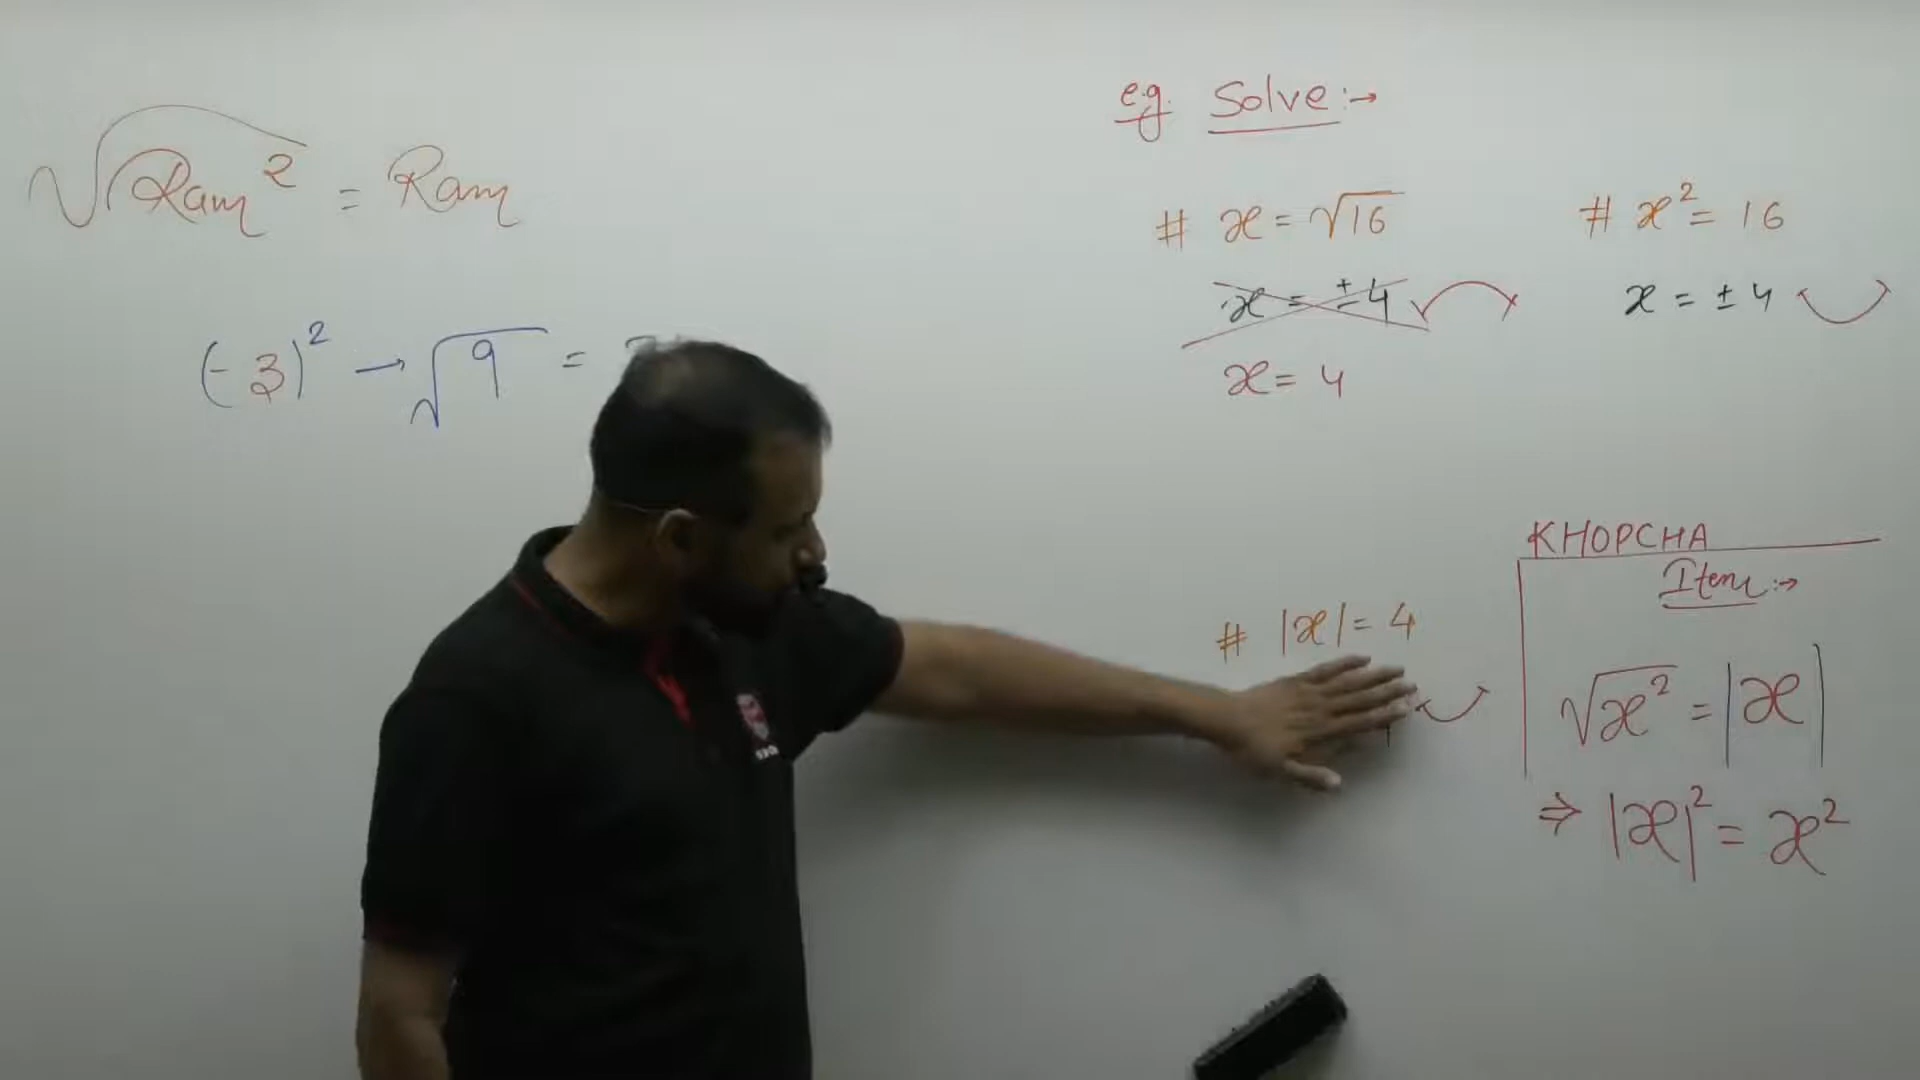 √Ram² = Ram
(-3)² → √9 =
e.g. Solve :→
# x = √16
x = ±4
x = 4
# x² = 16
x = ±4
# |x| = 4
KHOPCHA
Item :→
√x² = |x|
⇒ |x|² = x²